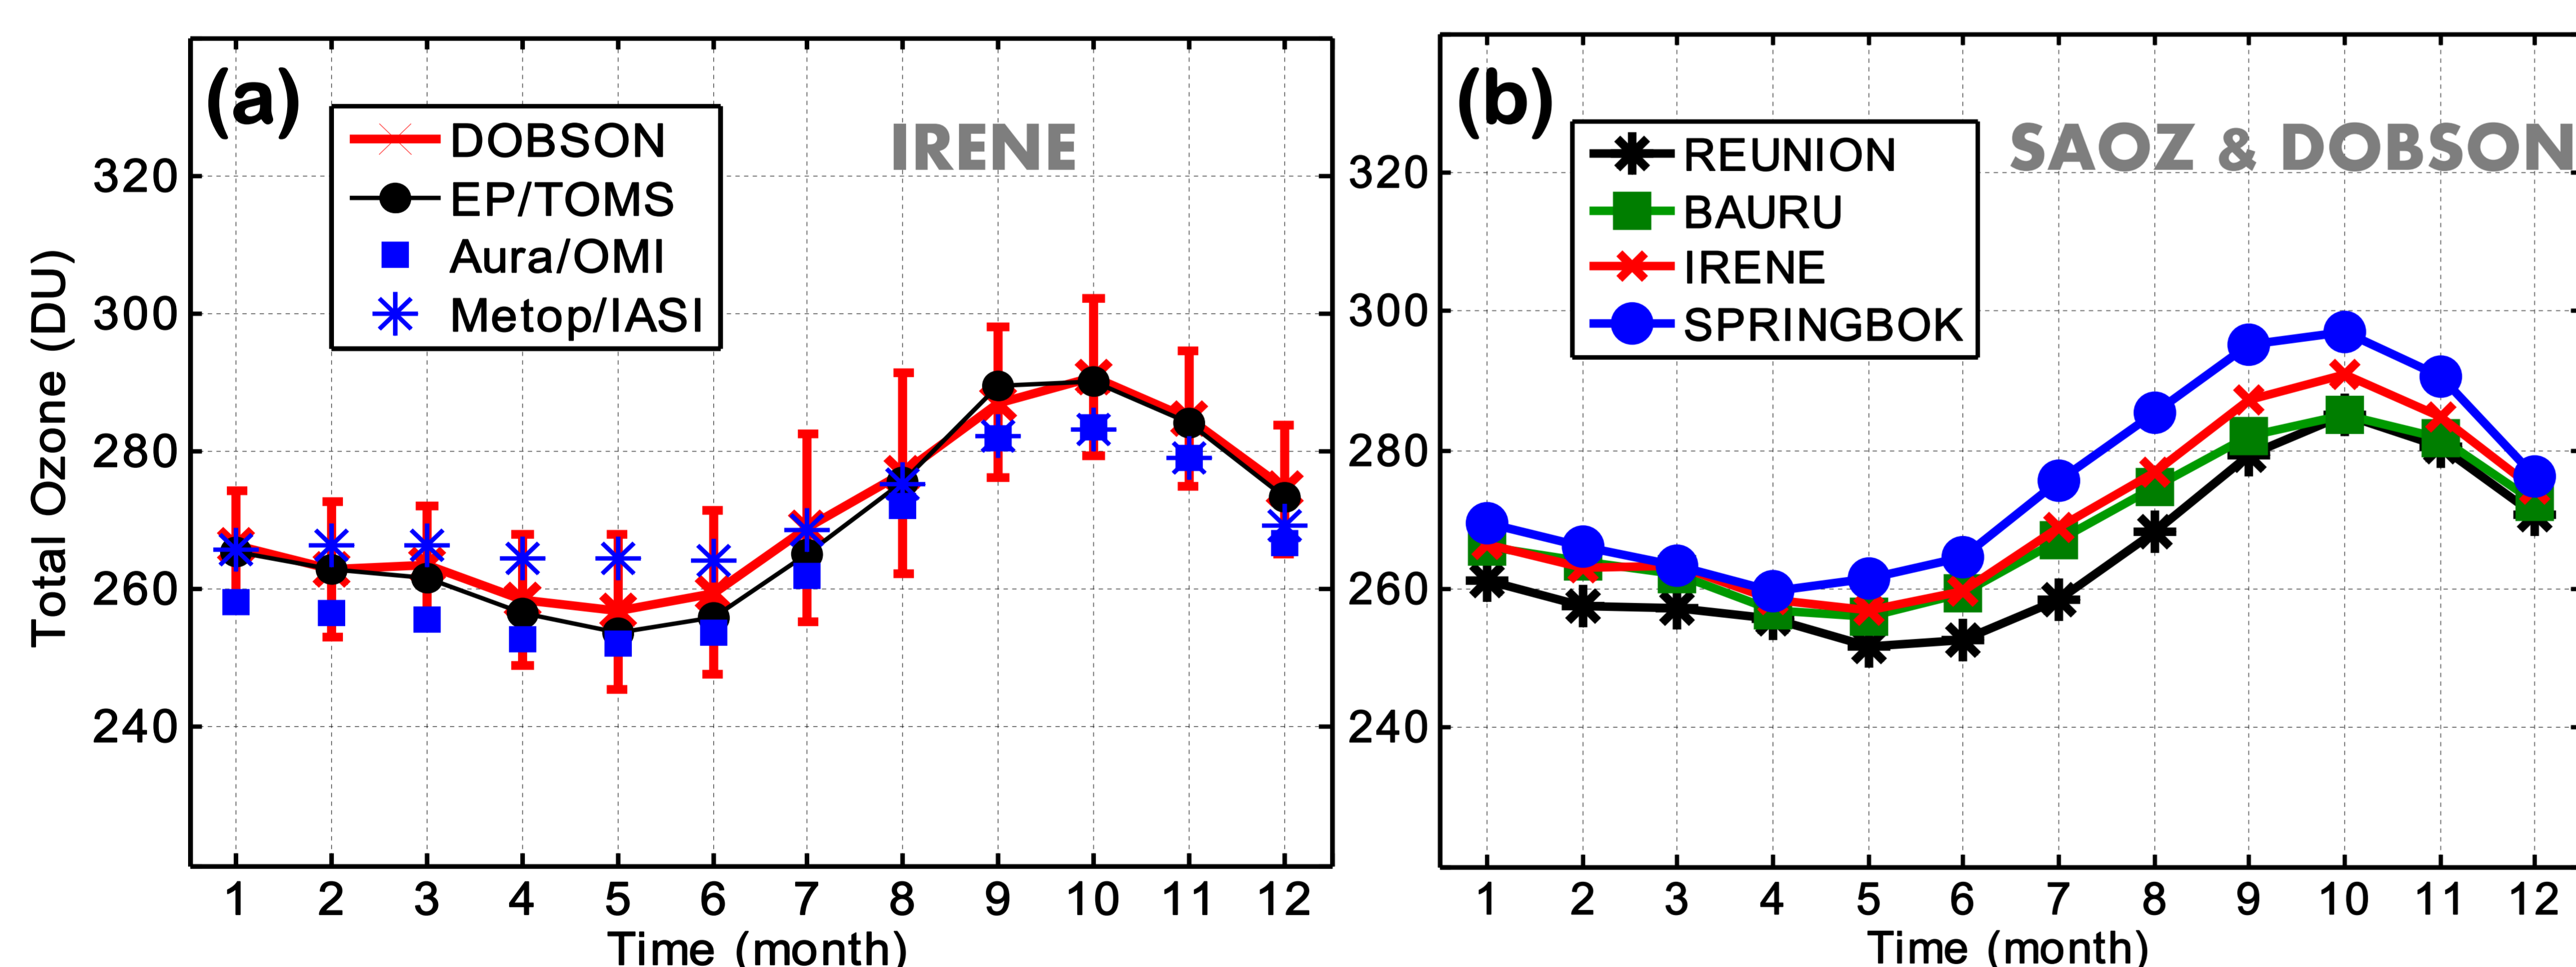 (a)
IRENE
DOBSON
EP/TOMS
Aura/OMI
Metop/IASI
Total Ozone (DU)
320
300
280
260
240
1 2 3 4 5 6 7 8 9 10 11 12
Time (month)
(b)
SAOZ & DOBSON
REUNION
BAURU
IRENE
SPRINGBOK
320
300
280
260
240
1 2 3 4 5 6 7 8 9 10 11 12
Time (month)